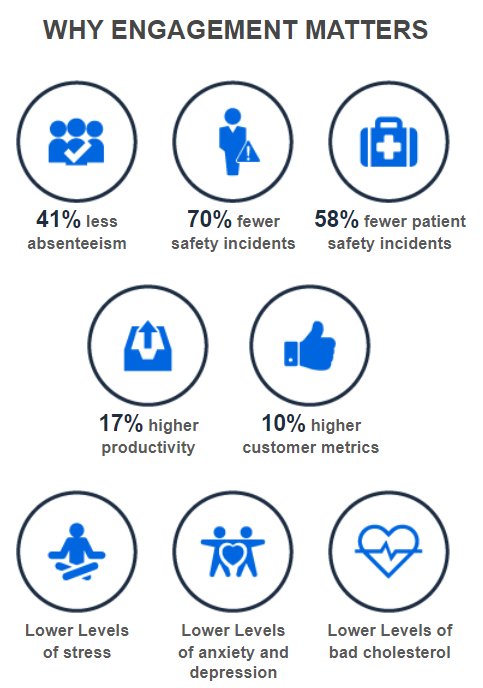 WHY ENGAGEMENT MATTERS
41% less
absenteeism
70% fewer
safety incidents
58% fewer patient
safety incidents
17% higher
productivity
10% higher
customer metrics
Lower Levels
of stress
Lower Levels
of anxiety and
depression
Lower Levels of
bad cholesterol